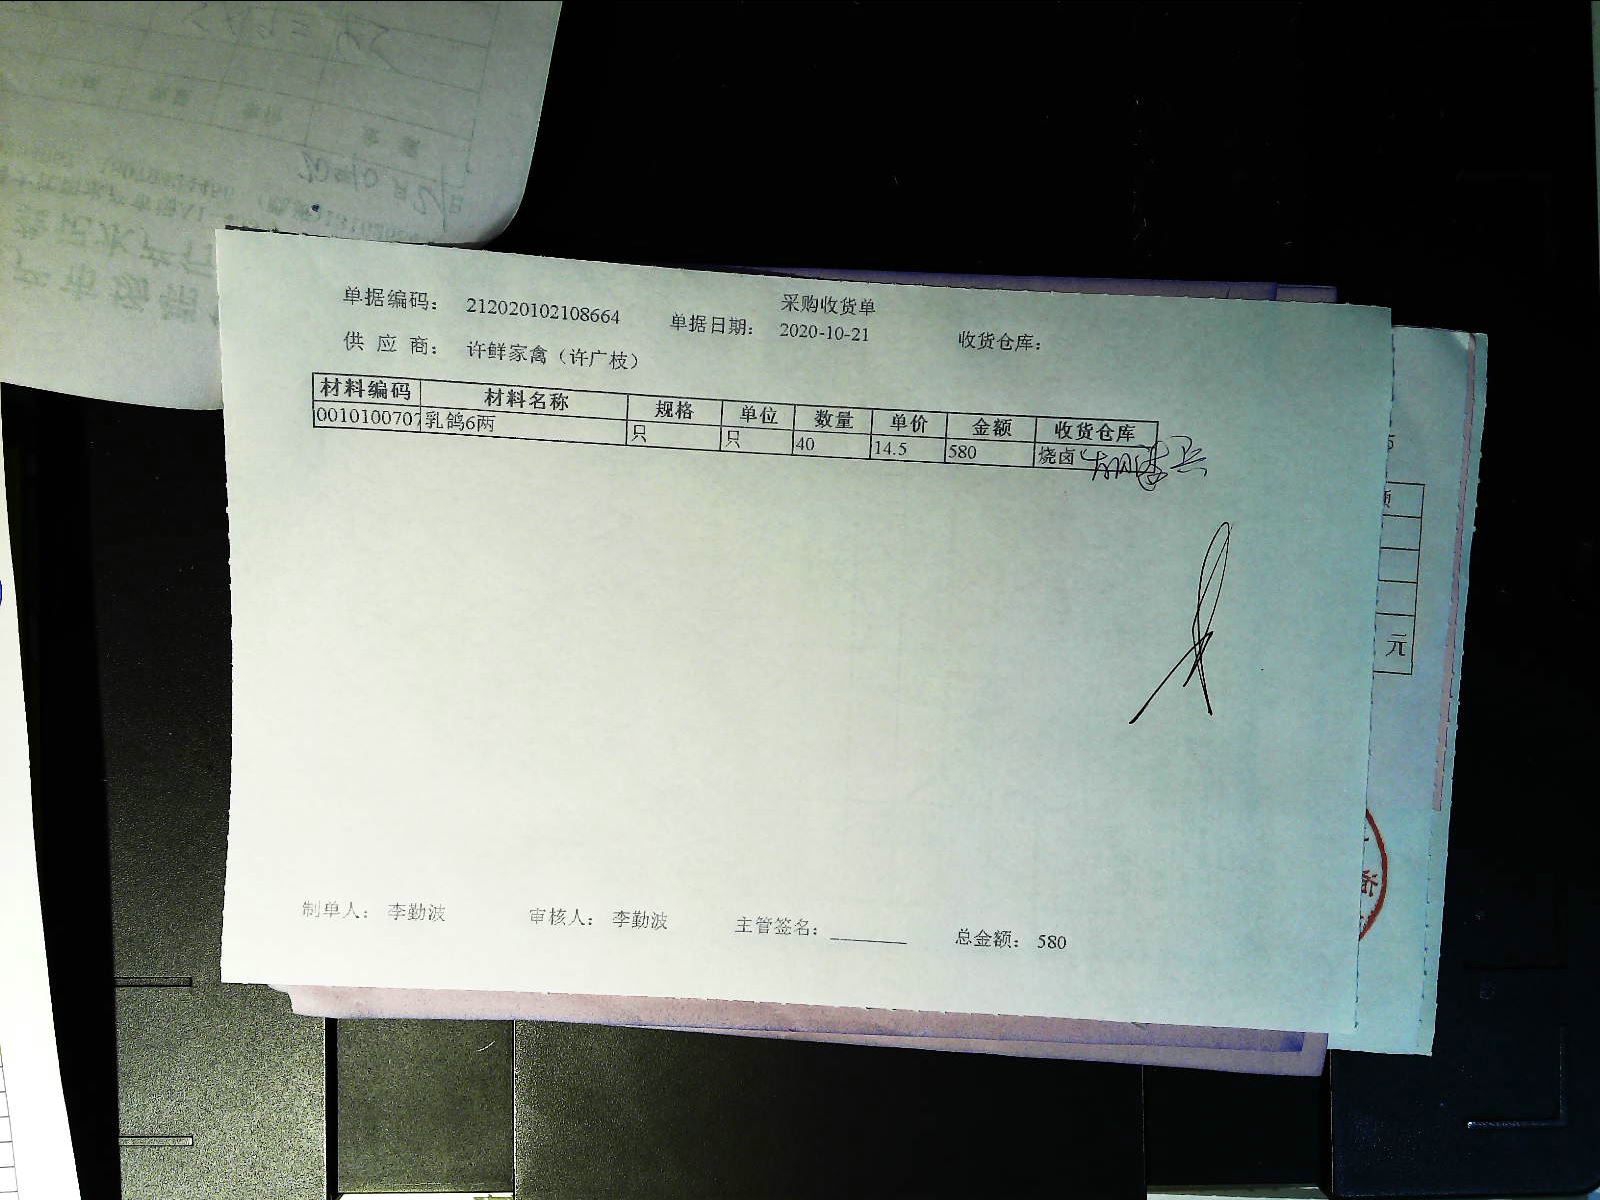 采购收货单
单据编码： 212020102108664 单据日期： 2020-10-21 收货仓库：
供 应 商： 许鲜家禽（许广枝）
材料编码 材料名称 规格 单位 数量 单价 金额 收货仓库
0010100707 乳鸽6两 只 只 40 14.5 580 烧卤
制单人： 李勤波 审核人： 李勤波 主管签名： 总金额： 580
元